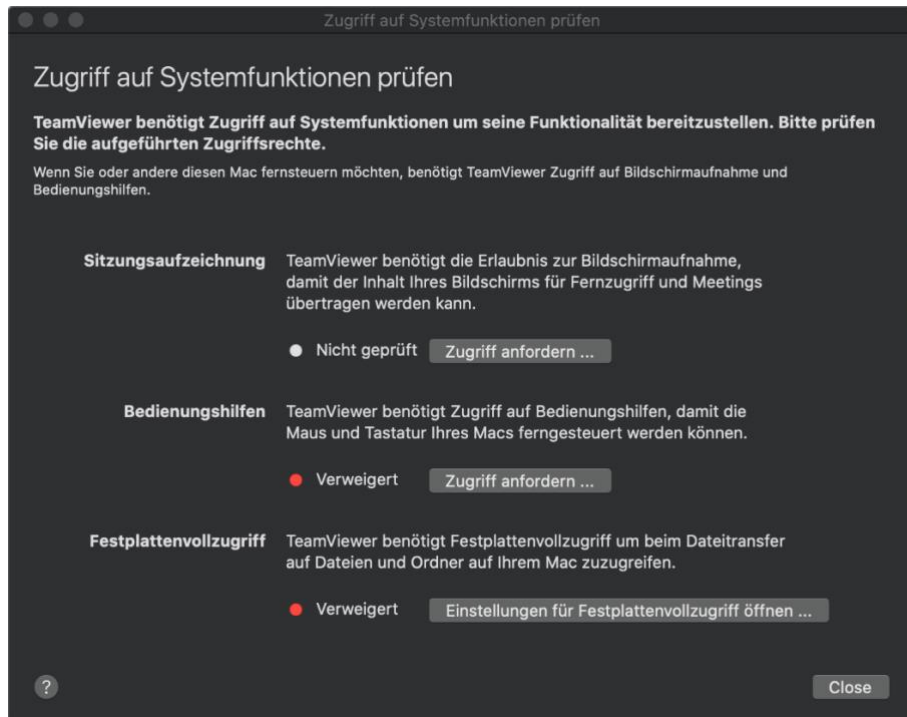 Zugriff auf Systemfunktionen prüfen
Zugriff auf Systemfunktionen prüfen
TeamViewer benötigt Zugriff auf Systemfunktionen um seine Funktionalität bereitzustellen. Bitte prüfen
Sie die aufgeführten Zugriffsrechte.
Wenn Sie oder andere diesen Mac fernsteuern möchten, benötigt TeamViewer Zugriff auf Bildschirmaufnahme und
Bedienungshilfen.
Sitzungsaufzeichnung
TeamViewer benötigt die Erlaubnis zur Bildschirmaufnahme,
damit der Inhalt Ihres Bildschirms für Fernzugriff und Meetings
übertragen werden kann.
Nicht geprüft
Zugriff anfordern ...
Bedienungshilfen
TeamViewer benötigt Zugriff auf Bedienungshilfen, damit die
Maus und Tastatur Ihres Macs ferngesteuert werden können.
Verweigert
Zugriff anfordern ...
Festplattenvollzugriff
TeamViewer benötigt Festplattenvollzugriff um beim Dateitransfer
auf Dateien und Ordner auf Ihrem Mac zuzugreifen.
Verweigert
Einstellungen für Festplattenvollzugriff öffnen ...
?
Close